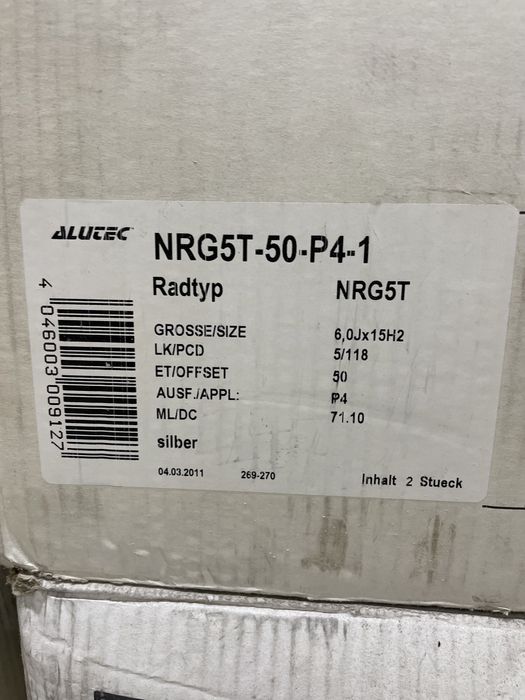 ALUTEC
NRG5T-50-P4-1
Radtyp NRG5T
GROSSE/SIZE 6,0Jx15H2
LK/PCD 5/118
ET/OFFSET 50
AUSF./APPL: P4
ML/DC 71.10
silber
04.03.2011 269-270 Inhalt 2 Stueck
4 046003 009127